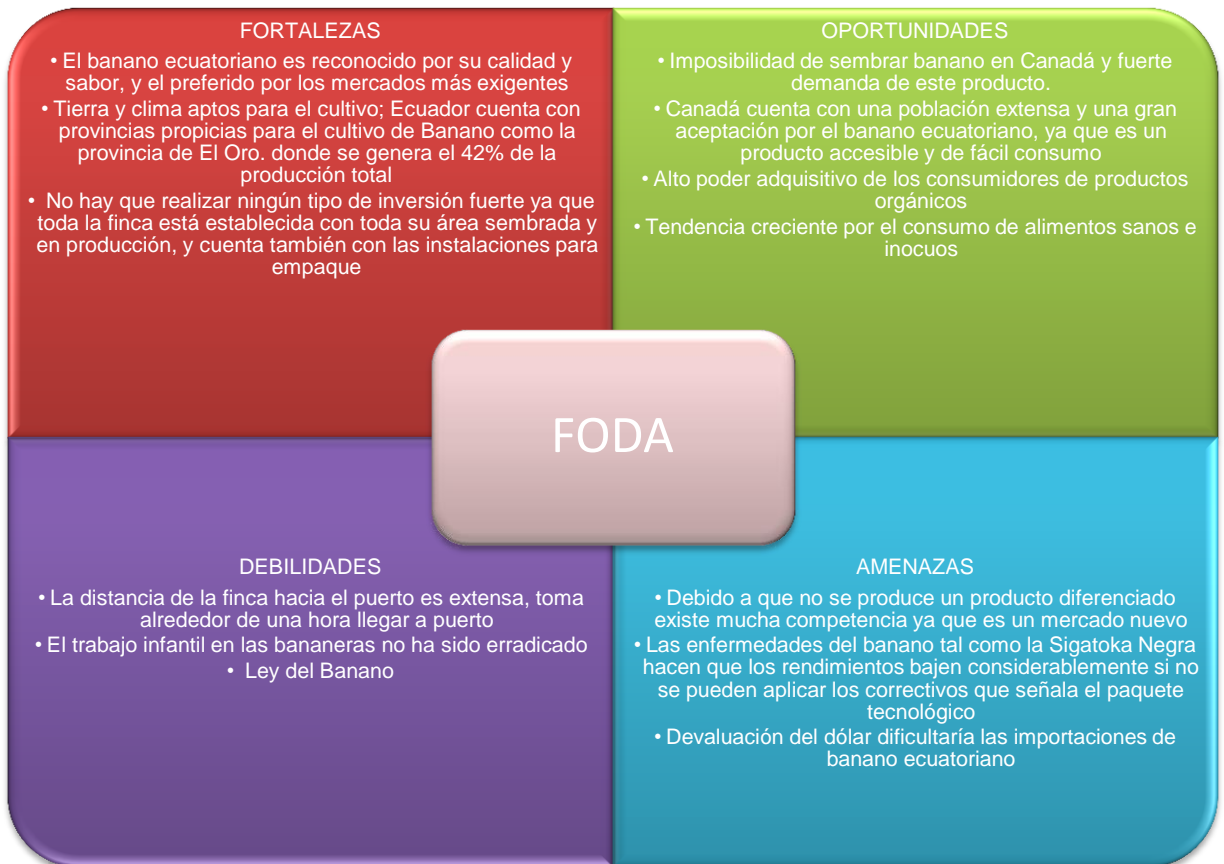 FORTALEZAS
• El banano ecuatoriano es reconocido por su calidad y
sabor, y el preferido por los mercados más exigentes
• Tierra y clima aptos para el cultivo; Ecuador cuenta con
provincias propicias para el cultivo de Banano como la
provincia de El Oro. donde se genera el 42% de la
producción total
• No hay que realizar ningún tipo de inversión fuerte ya que
toda la finca está establecida con toda su área sembrada y
en producción, y cuenta también con las instalaciones para
empaque
OPORTUNIDADES
• Imposibilidad de sembrar banano en Canadá y fuerte
demanda de este producto.
• Canadá cuenta con una población extensa y una gran
aceptación por el banano ecuatoriano, ya que es un
producto accesible y de fácil consumo
• Alto poder adquisitivo de los consumidores de productos
orgánicos
• Tendencia creciente por el consumo de alimentos sanos e
inocuos
FODA
DEBILIDADES
• La distancia de la finca hacia el puerto es extensa, toma
alrededor de una hora llegar a puerto
• El trabajo infantil en las bananeras no ha sido erradicado
• Ley del Banano
AMENAZAS
• Debido a que no se produce un producto diferenciado
existe mucha competencia ya que es un mercado nuevo
• Las enfermedades del banano tal como la Sigatoka Negra
hacen que los rendimientos bajen considerablemente si no
se pueden aplicar los correctivos que señala el paquete
tecnológico
• Devaluación del dólar dificultaría las importaciones de
banano ecuatoriano